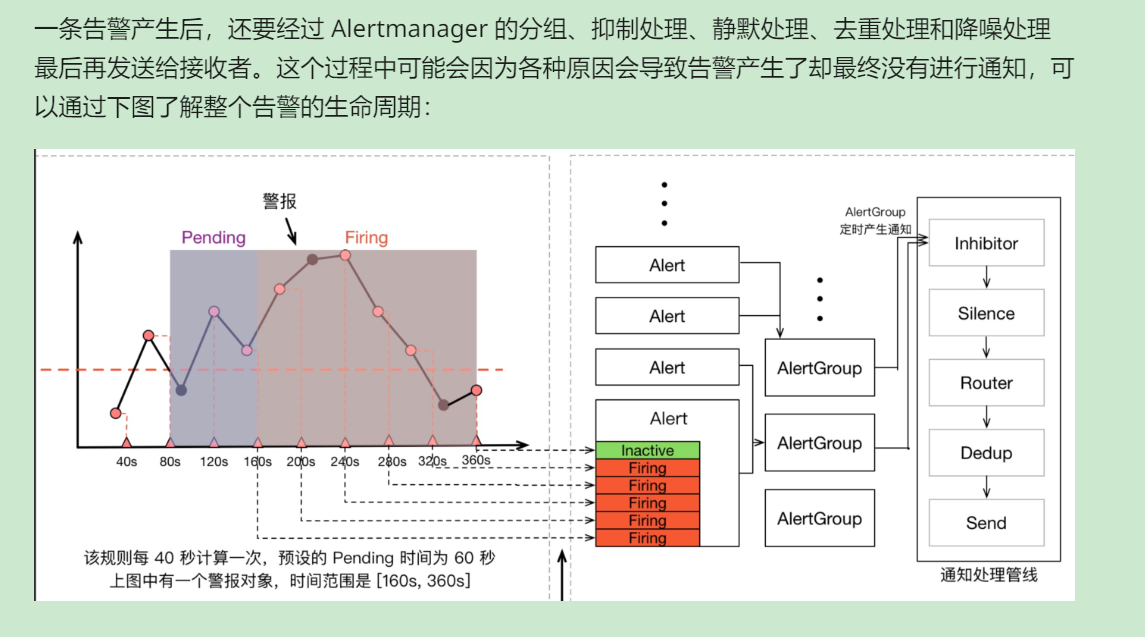 一条告警产生后，还要经过 Alertmanager 的分组、抑制处理、静默处理、去重处理和降噪处理
最后再发送给接收者。这个过程中可能会因为各种原因会导致告警产生了却最终没有进行通知，可
以通过下图了解整个告警的生命周期：
警报
Pending
Firing
40s
80s
120s
160s
200s
240s
280s
320s
360s
该规则每 40 秒计算一次，预设的 Pending 时间为 60 秒
上图中有一个警报对象，时间范围是 [160s, 360s]
Alert
Alert
Alert
Alert
Inactive
Firing
Firing
Firing
Firing
Firing
AlertGroup
AlertGroup
AlertGroup
AlertGroup
定时产生通知
Inhibitor
Silence
Router
Dedup
Send
通知处理管线